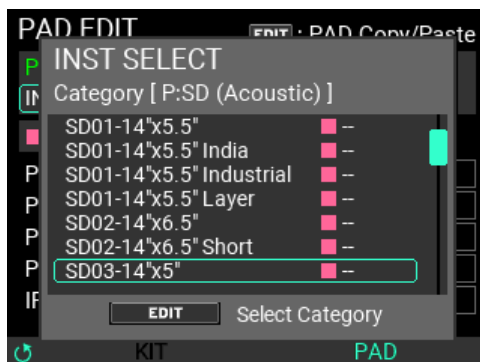 PAD EDIT
EDIT : PAD Copy/Paste
INST SELECT
Category [ P:SD (Acoustic) ]
SD01-14"x5.5" --
SD01-14"x5.5" India --
SD01-14"x5.5" Industrial --
SD01-14"x5.5" Layer --
SD02-14"x6.5" --
SD02-14"x6.5" Short --
SD03-14"x5" --
EDIT Select Category
KIT PAD